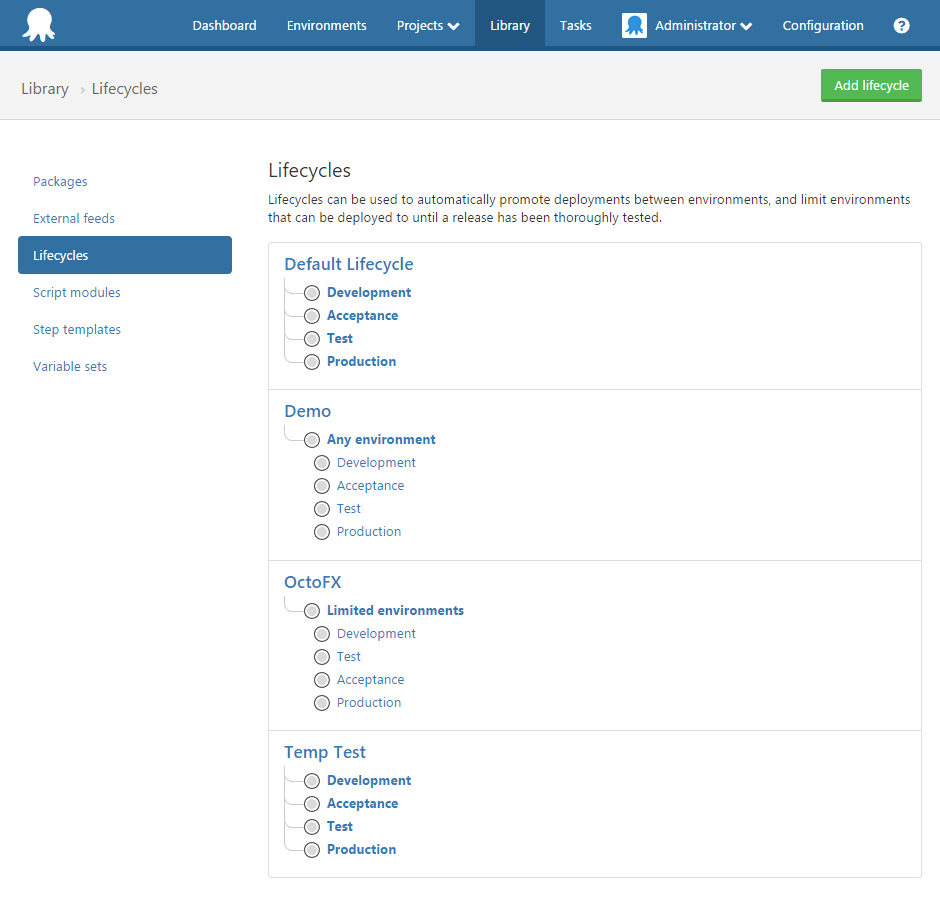 Dashboard Environments Projects Library Tasks Administrator Configuration ?
Library › Lifecycles
Add lifecycle
Packages
External feeds
Lifecycles
Script modules
Step templates
Variable sets
Lifecycles
Lifecycles can be used to automatically promote deployments between environments, and limit environments
that can be deployed to until a release has been thoroughly tested.
Default Lifecycle
Development
Acceptance
Test
Production
Demo
Any environment
Development
Acceptance
Test
Production
OctoFX
Limited environments
Development
Test
Acceptance
Production
Temp Test
Development
Acceptance
Test
Production